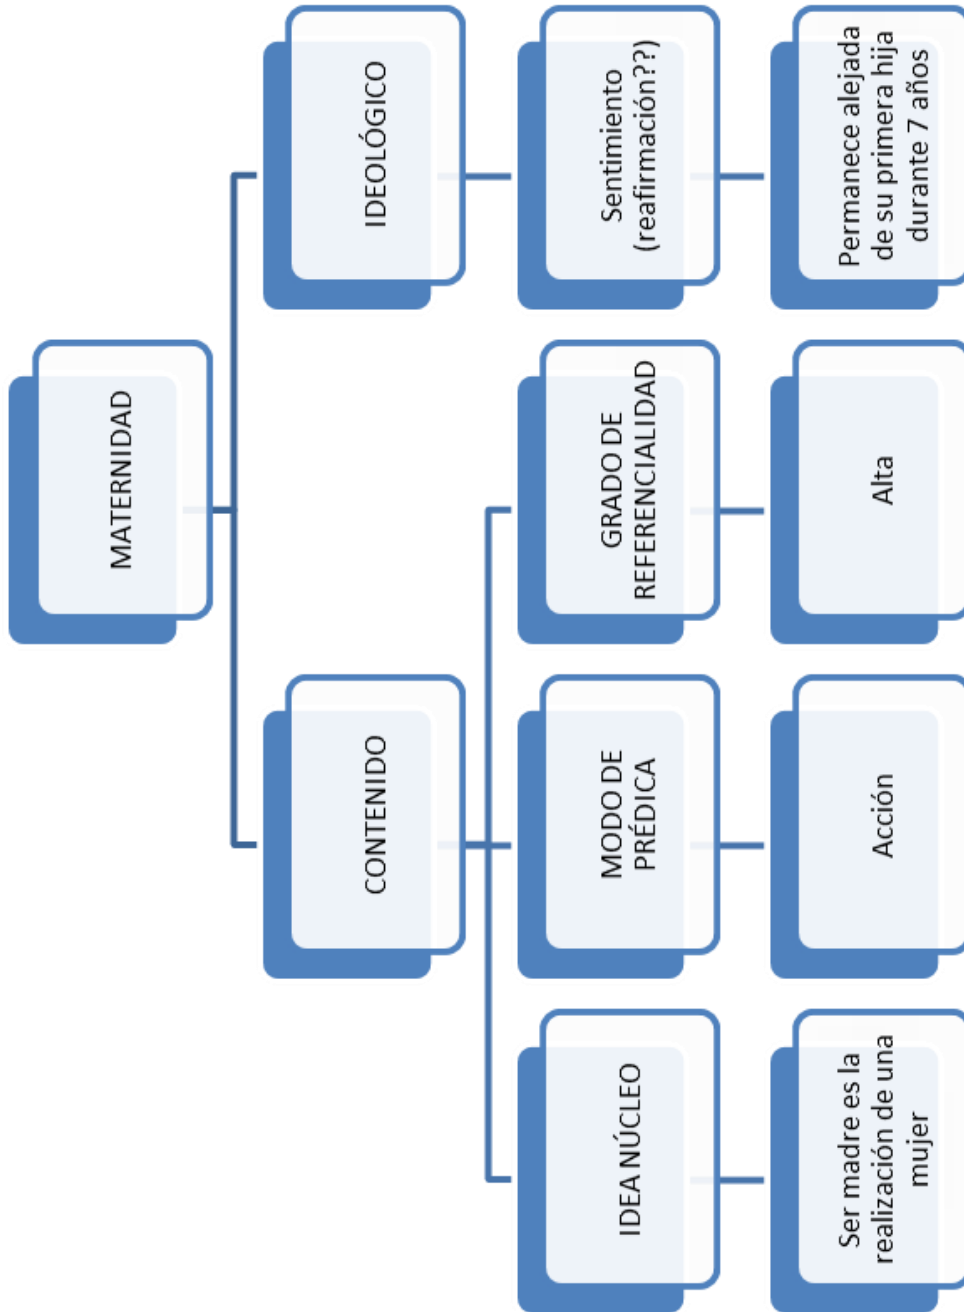 MATERNIDAD
CONTENIDO
IDEOLÓGICO
IDEA NÚCLEO
MODO DE
PRÉDICA
GRADO DE
REFERENCIALIDAD
Sentimiento
(reafirmación??)
Ser madre es la
realización de una
mujer
Acción
Alta
Permanece alejada
de su primera hija
durante 7 años